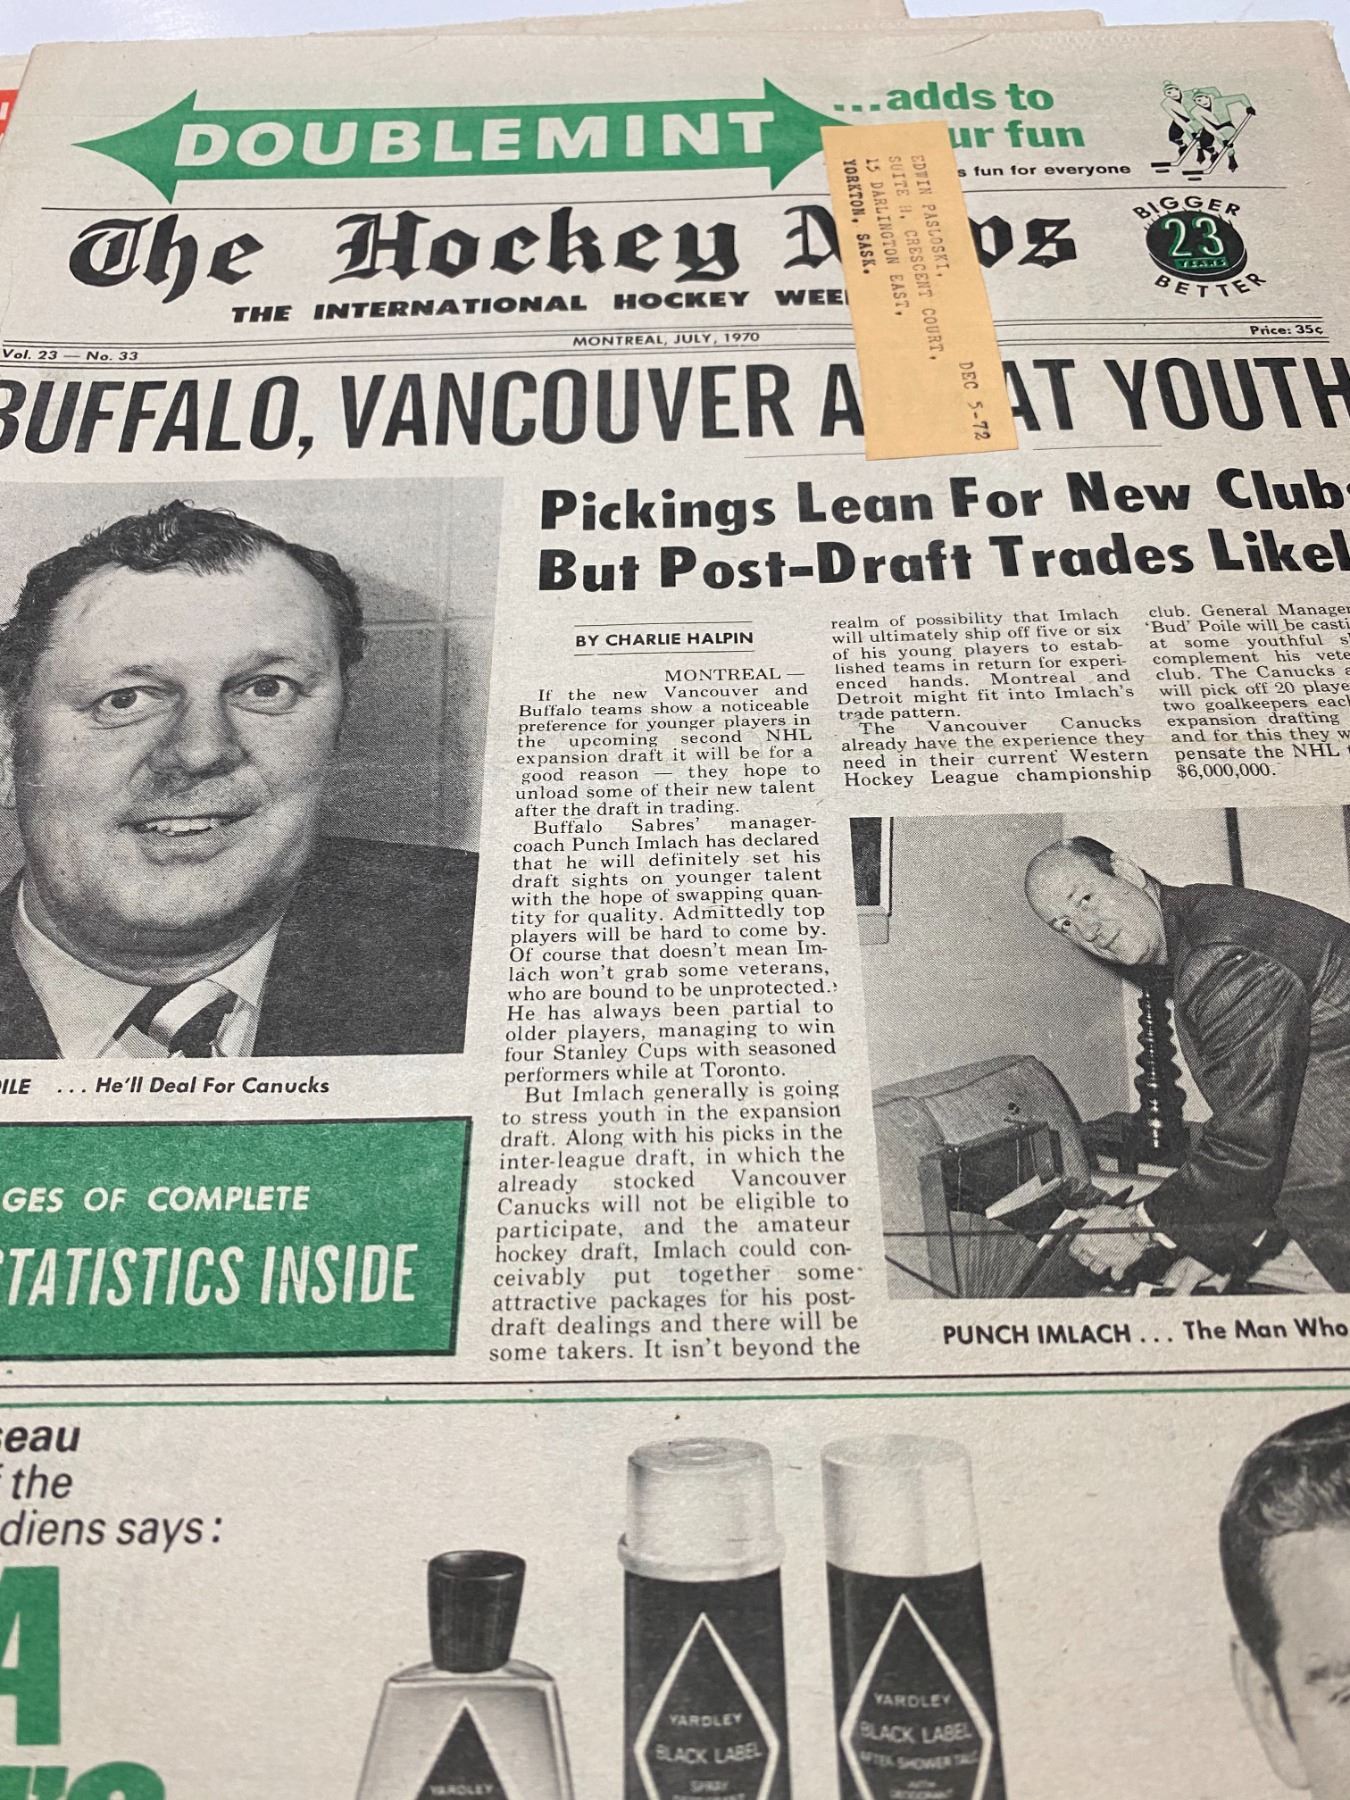 DOUBLEMINT
...adds to
ur fun
s fun for everyone
The Hockey
THE INTERNATIONAL HOCKEY
BIGGER
23
YEARS
BETTER
EDWIN PASLOSKI,
SUITE H, CRESCENT COURT,
15 DARLINGTON EAST,
YORKTON, SASK.
DEC 5-72
Vol. 23 — No. 33
MONTREAL, JULY, 1970
Price: 35¢
BUFFALO, VANCOUVER A AT YOUTH
Pickings Lean For New Club
But Post-Draft Trades Likel
BY CHARLIE HALPIN
MONTREAL —
If the new Vancouver and
Buffalo teams show a noticeable
preference for younger players in
the upcoming second NHL
expansion draft it will be for a
good reason — they hope to
unload some of their new talent
after the draft in trading.
Buffalo Sabres' manager-
coach Punch Imlach has declared
that he will definitely set his
draft sights on younger talent
with the hope of swapping quan-
tity for quality. Admittedly top
players will be hard to come by.
Of course that doesn't mean Im-
lach won't grab some veterans,
who are bound to be unprotected.
He has always been partial to
older players, managing to win
four Stanley Cups with seasoned
performers while at Toronto.
But Imlach generally is going
to stress youth in the expansion
draft. Along with his picks in the
inter-league draft, in which the
already stocked Vancouver
Canucks will not be eligible to
participate, and the amateur
hockey draft, Imlach could con-
ceivably put together some
attractive packages for his post-
draft dealings and there will be
some takers. It isn't beyond the
realm of possibility that Imlach
will ultimately ship off five or six
of his young players to estab-
lished teams in return for experi-
enced hands. Montreal and
Detroit might fit into Imlach's
trade pattern.
The Vancouver Canucks
already have the experience they
need in their current Western
Hockey League championship
club. General Manager
'Bud' Poile will be casti
at some youthful s
complement his vete
club. The Canucks a
will pick off 20 playe
two goalkeepers eac
expansion drafting
and for this they w
pensate the NHL
$6,000,000.
ILE ... He'll Deal For Canucks
GES OF COMPLETE
STATISTICS INSIDE
PUNCH IMLACH ... The Man Who
seau
f the
diens says:
A
YARDLEY
YARDLEY
BLACK LABEL
SPRAY
DEODORANT
YARDLEY
BLACK LABEL
AFTER SHOWER TALC
WITH
DEODORANT